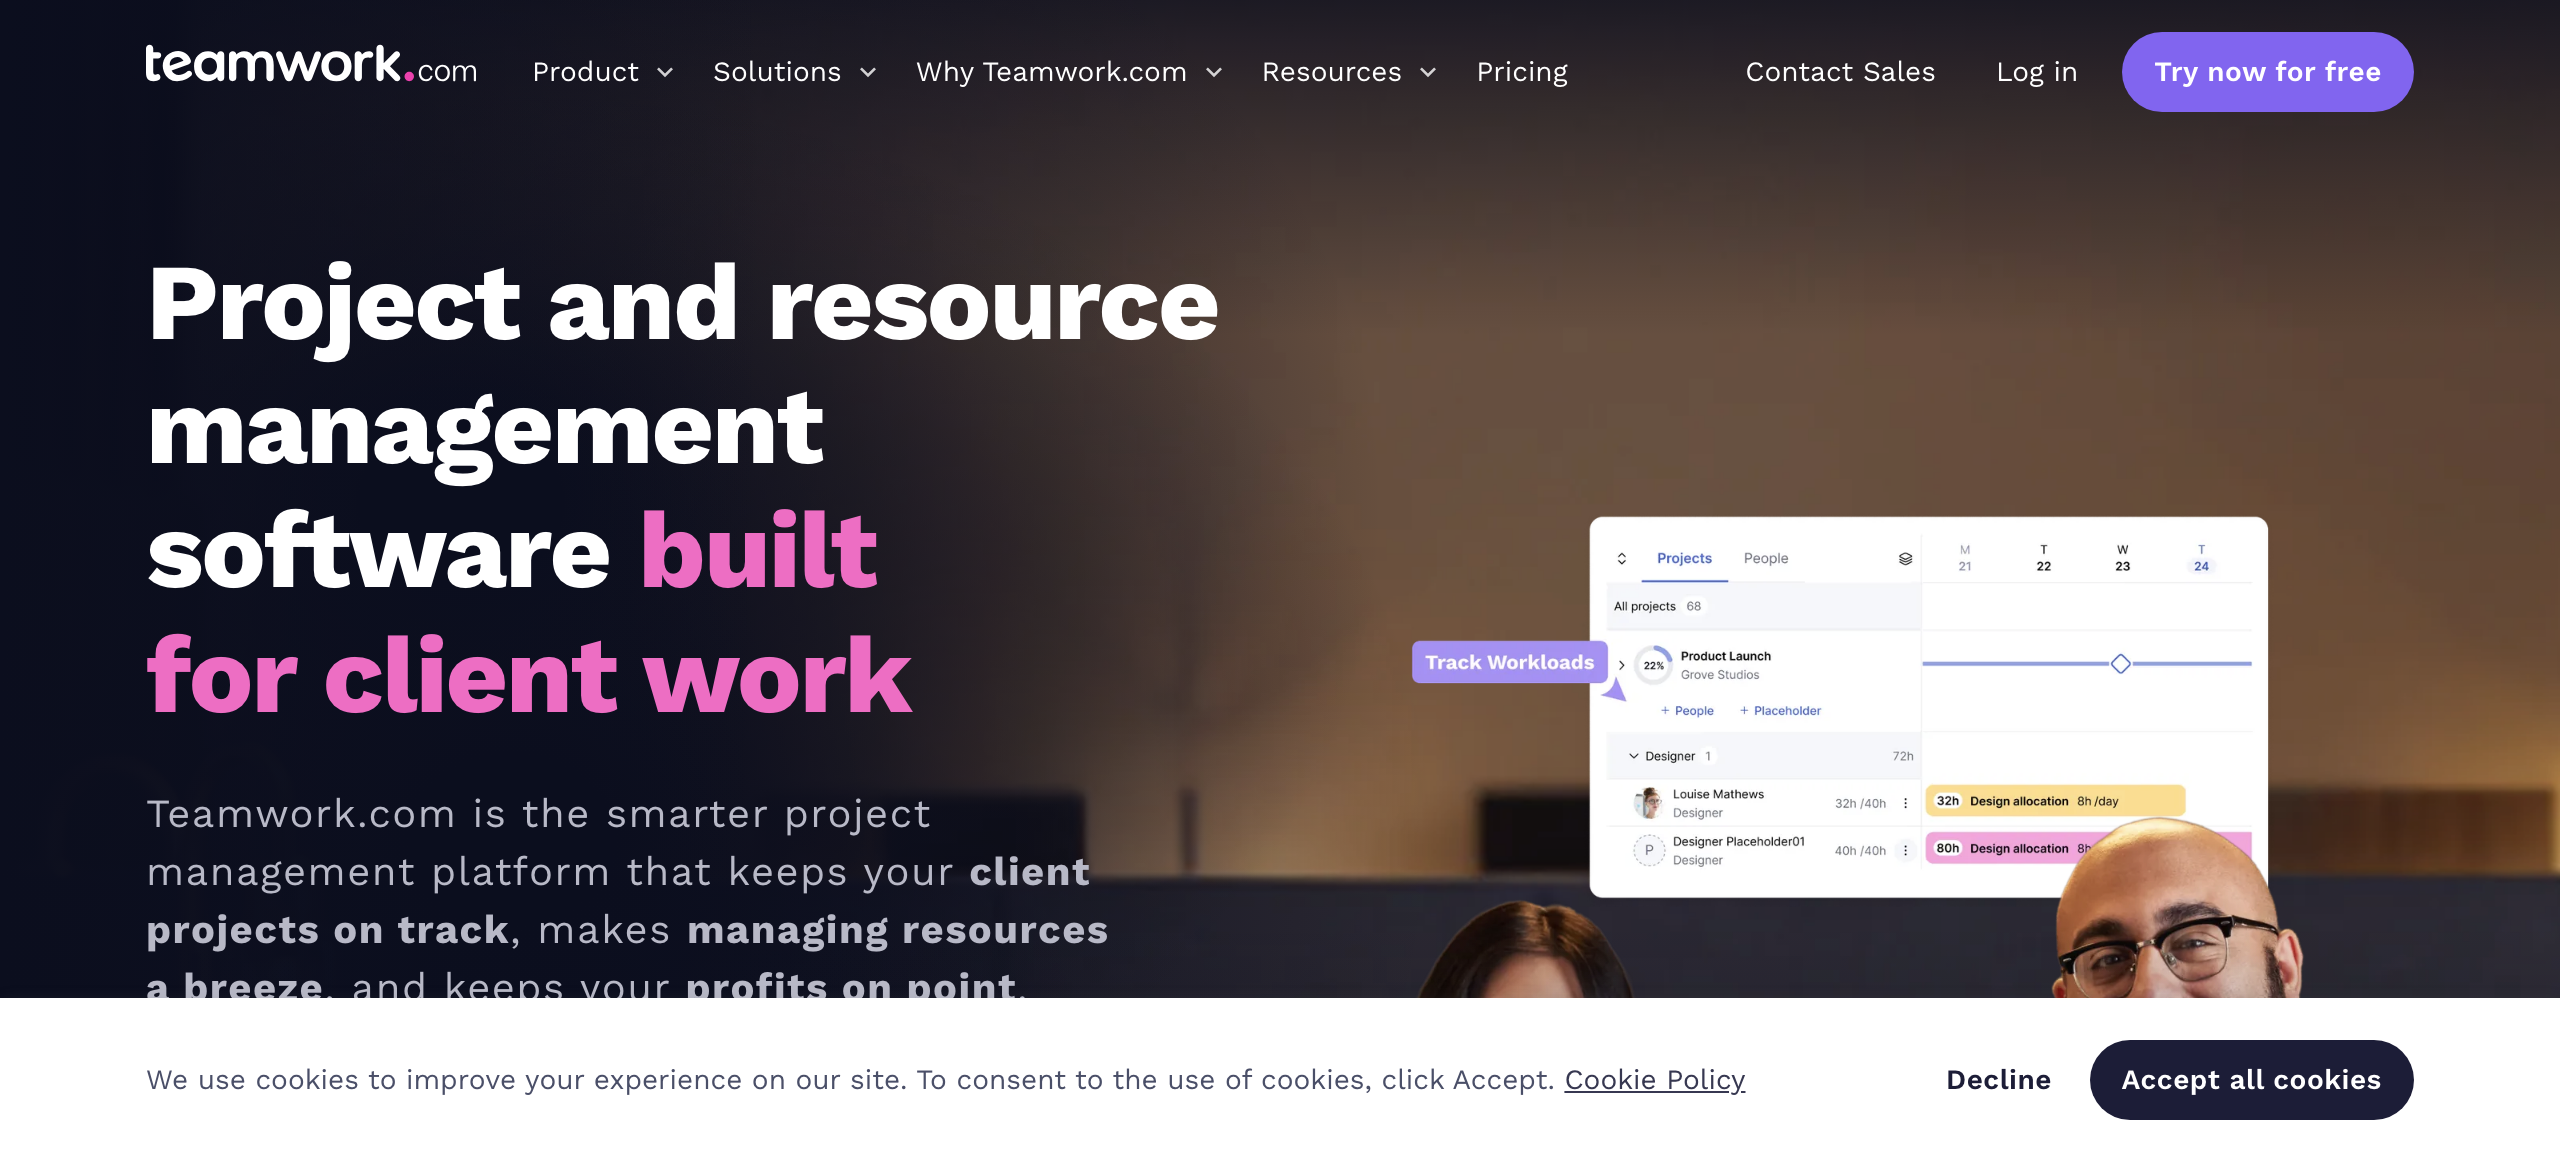 teamwork.com
Product
Solutions
Why Teamwork.com
Resources
Pricing
Contact Sales
Log in
Try now for free
Project and resource
management
software built
for client work
Teamwork.com is the smarter project
management platform that keeps your client
projects on track, makes managing resources
a breeze, and keeps your profits on point.
Track Workloads
Projects
People
M
21
T
22
W
23
T
24
All projects 68
22%
Product Launch
Grove Studios
+ People
+ Placeholder
Designer 1
72h
Louise Mathews
Designer
32h /40h
32h Design allocation 8h /day
P
Designer Placeholder01
Designer
40h /40h
80h Design allocation 8h
We use cookies to improve your experience on our site. To consent to the use of cookies, click Accept. Cookie Policy
Decline
Accept all cookies